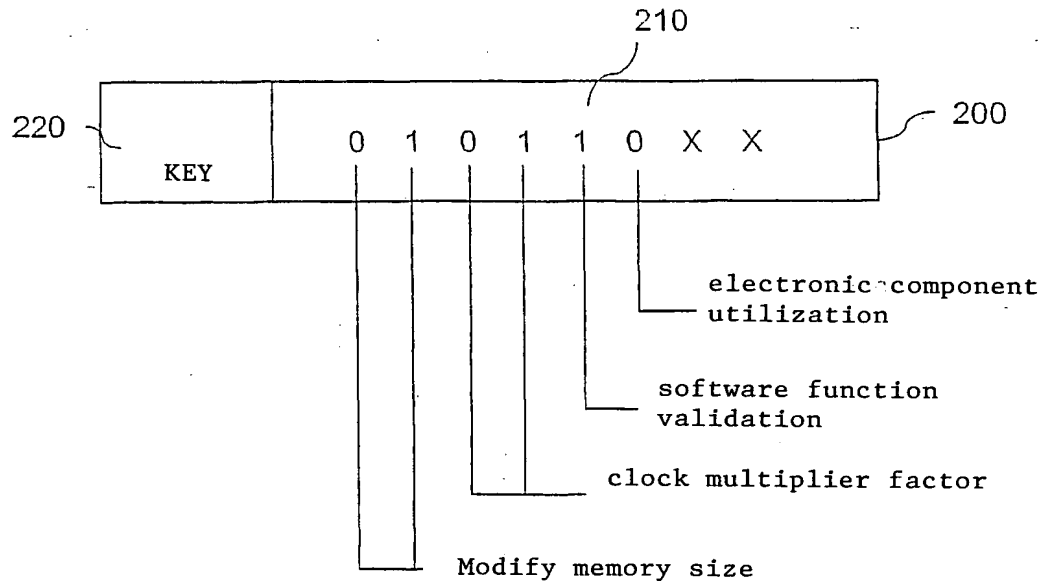 210
220
200
0 1 0 1 1 0 X X
KEY
electronic component
utilization
software function
validation
clock multiplier factor
Modify memory size